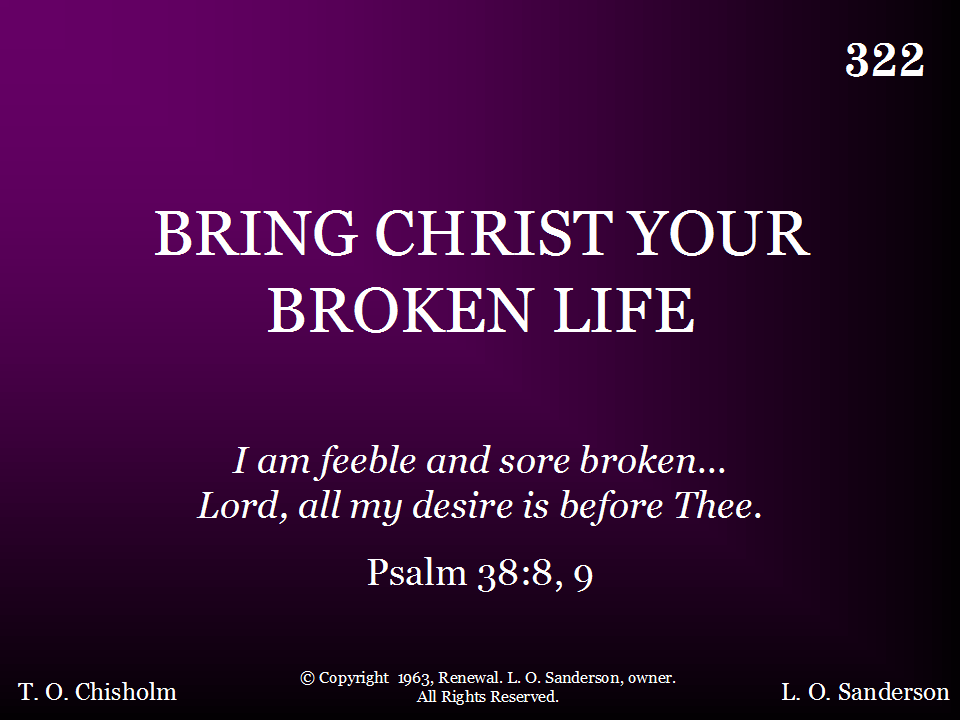 322
BRING CHRIST YOUR
BROKEN LIFE
I am feeble and sore broken...
Lord, all my desire is before Thee.
Psalm 38:8, 9
T. O. Chisholm
© Copyright 1963, Renewal. L. O. Sanderson, owner.
All Rights Reserved.
L. O. Sanderson